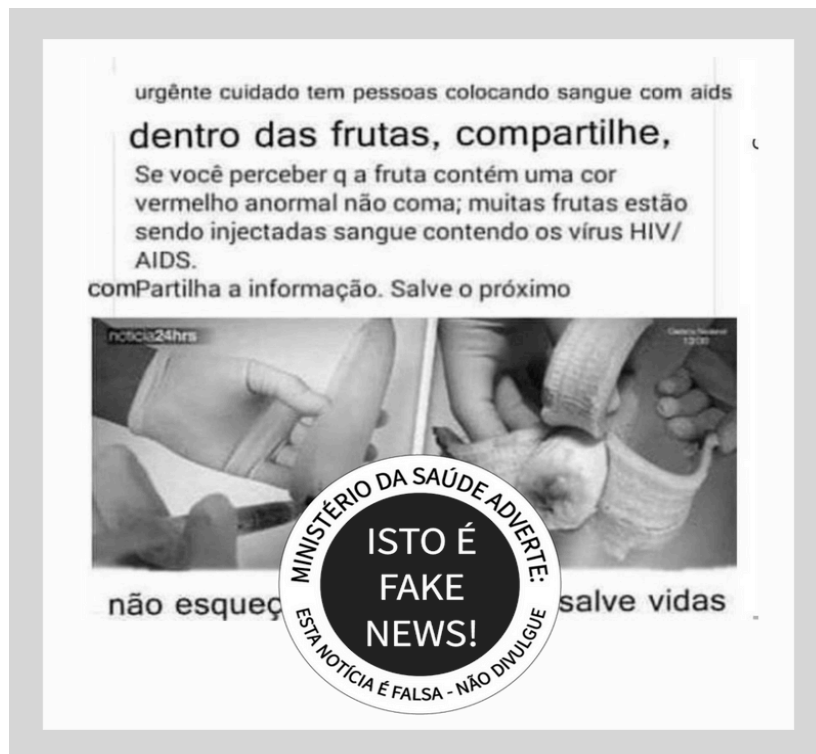 urgênte cuidado tem pessoas colocando sangue com aids
dentro das frutas, compartilhe,
Se você perceber q a fruta contém uma cor
vermelho anormal não coma; muitas frutas estão
sendo injectadas sangue contendo os vírus HIV/
AIDS.
comPartilha a informação. Salve o próximo
noticia24hrs
MINISTÉRIO DA SAÚDE ADVERTE:
ISTO É
FAKE
NEWS!
ESTA NOTÍCIA É FALSA - NÃO DIVULGUE
não esqueç
salve vidas